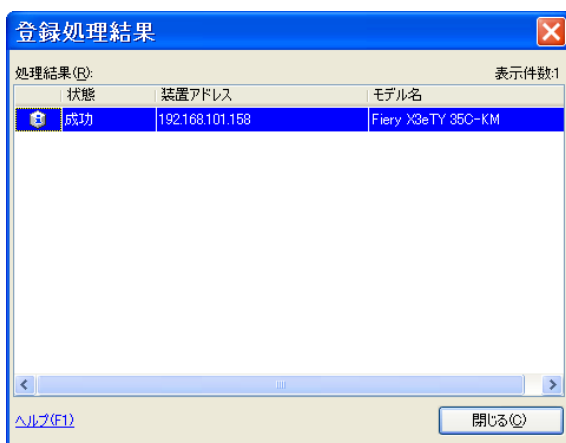 登録処理結果
処理結果(R): 表示件数:1
状態 装置アドレス モデル名
成功 192.168.101.158 Fiery X3eTY 35C-KM
ヘルプ(F1) 閉じる(C)